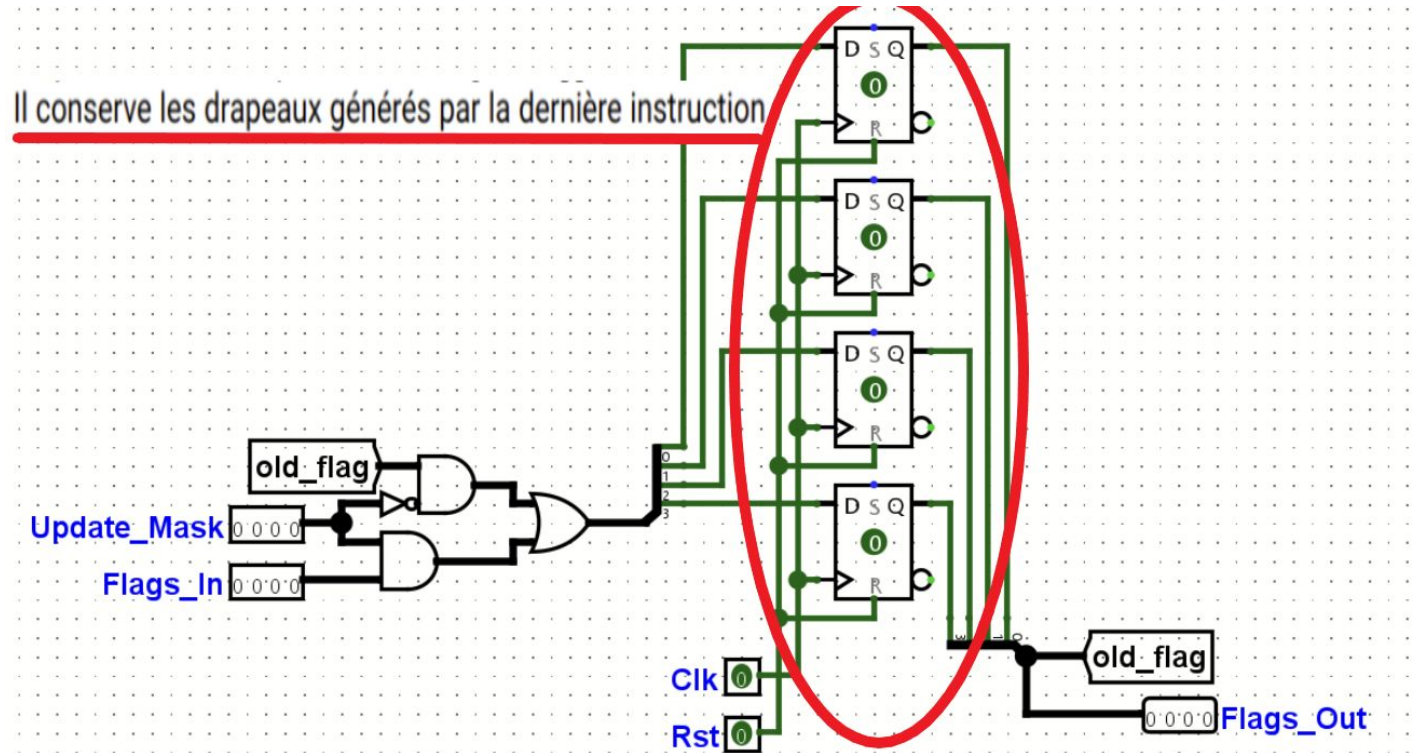 Il conserve les drapeaux générés par la dernière instruction
D S Q
0
R
D S Q
0
R
D S Q
0
R
D S Q
0
R
old_flag
Update_Mask 0 0 0 0
Flags_In 0 0 0 0
0
1
2
3
Clk 0
Rst 0
3 1 0
old_flag
0 0 0 0 Flags_Out